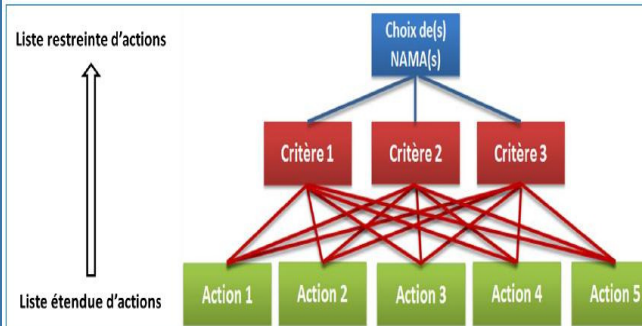 Liste restreinte d'actions
Choix de(s)
NAMA(s)
Critère 1
Critère 2
Critère 3
Liste étendue d'actions
Action 1
Action 2
Action 3
Action 4
Action 5